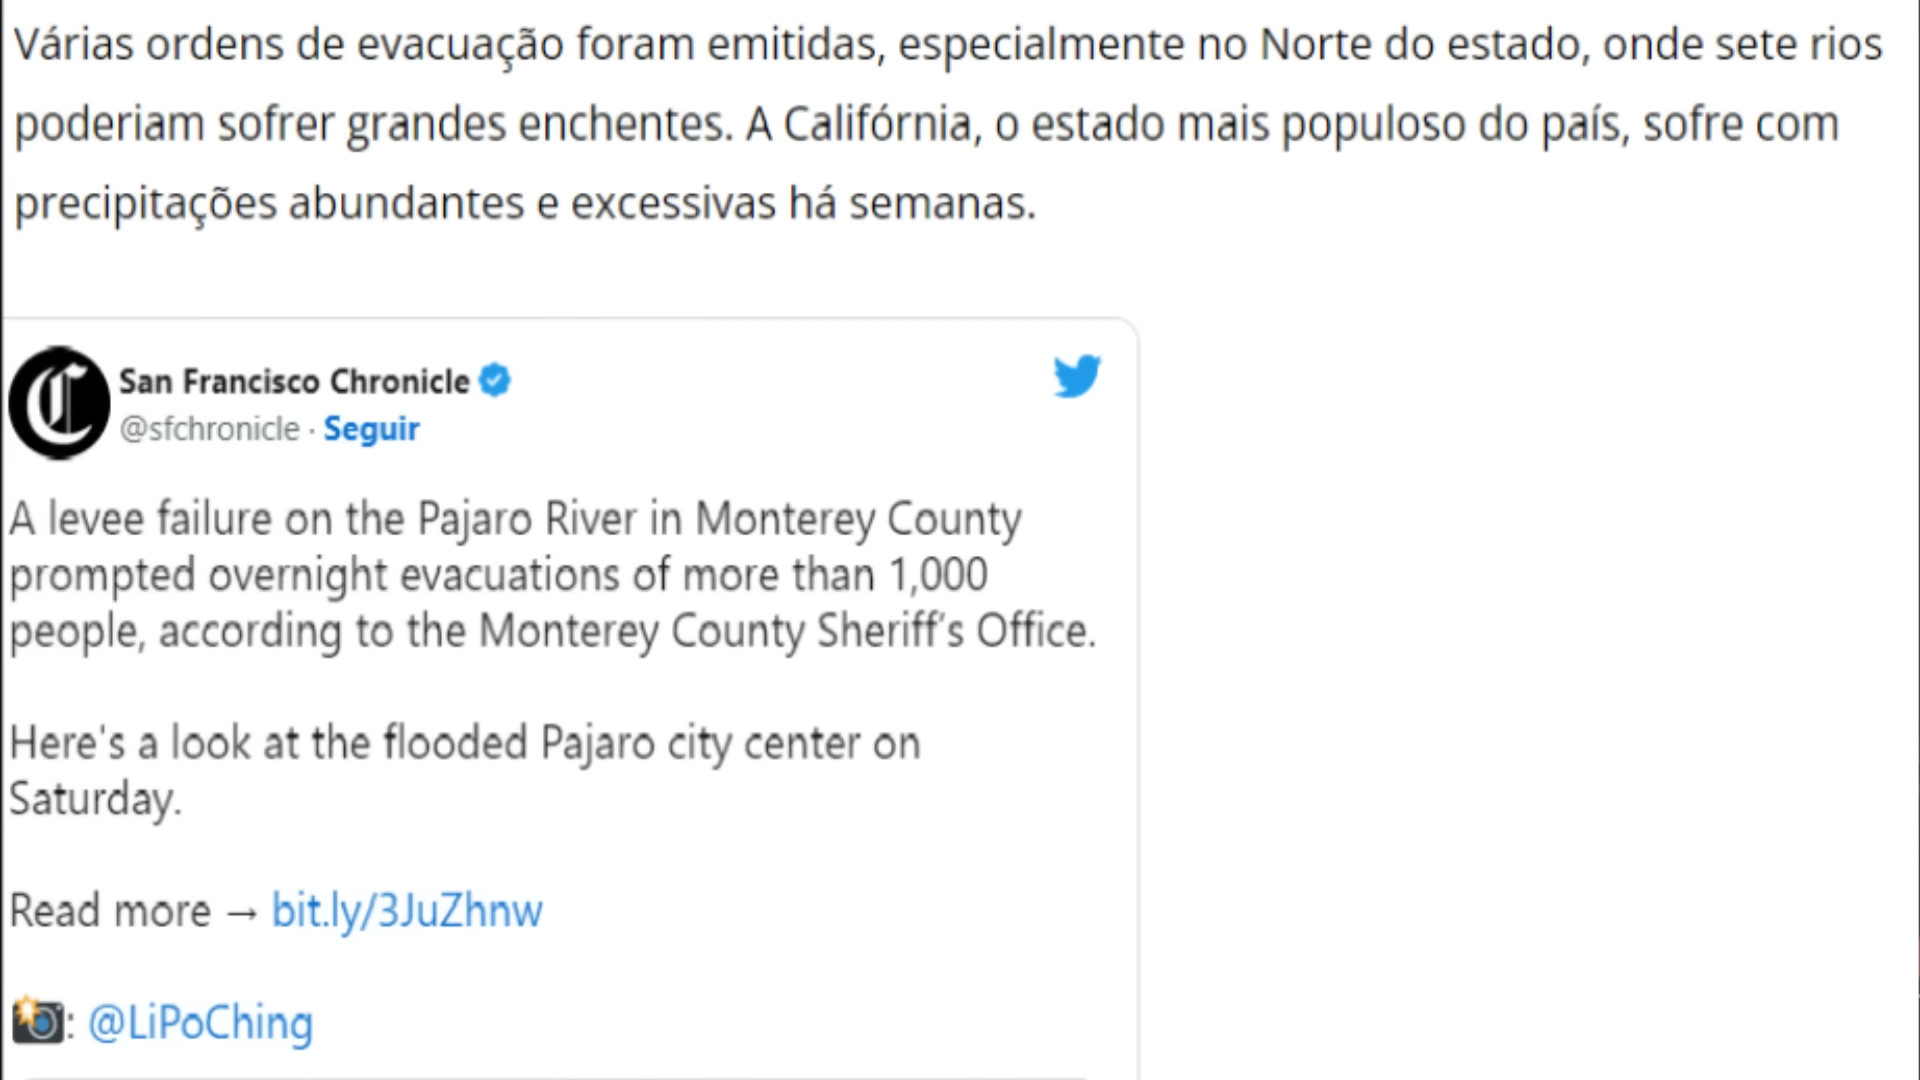 Várias ordens de evacuação foram emitidas, especialmente no Norte do estado, onde sete rios
poderiam sofrer grandes enchentes. A Califórnia, o estado mais populoso do país, sofre com
precipitações abundantes e excessivas há semanas.
San Francisco Chronicle
@sfchronicle · Seguir
A levee failure on the Pajaro River in Monterey County
prompted overnight evacuations of more than 1,000
people, according to the Monterey County Sheriff's Office.
Here's a look at the flooded Pajaro city center on
Saturday.
Read more → bit.ly/3JuZhnw
📸: @LiPoChing